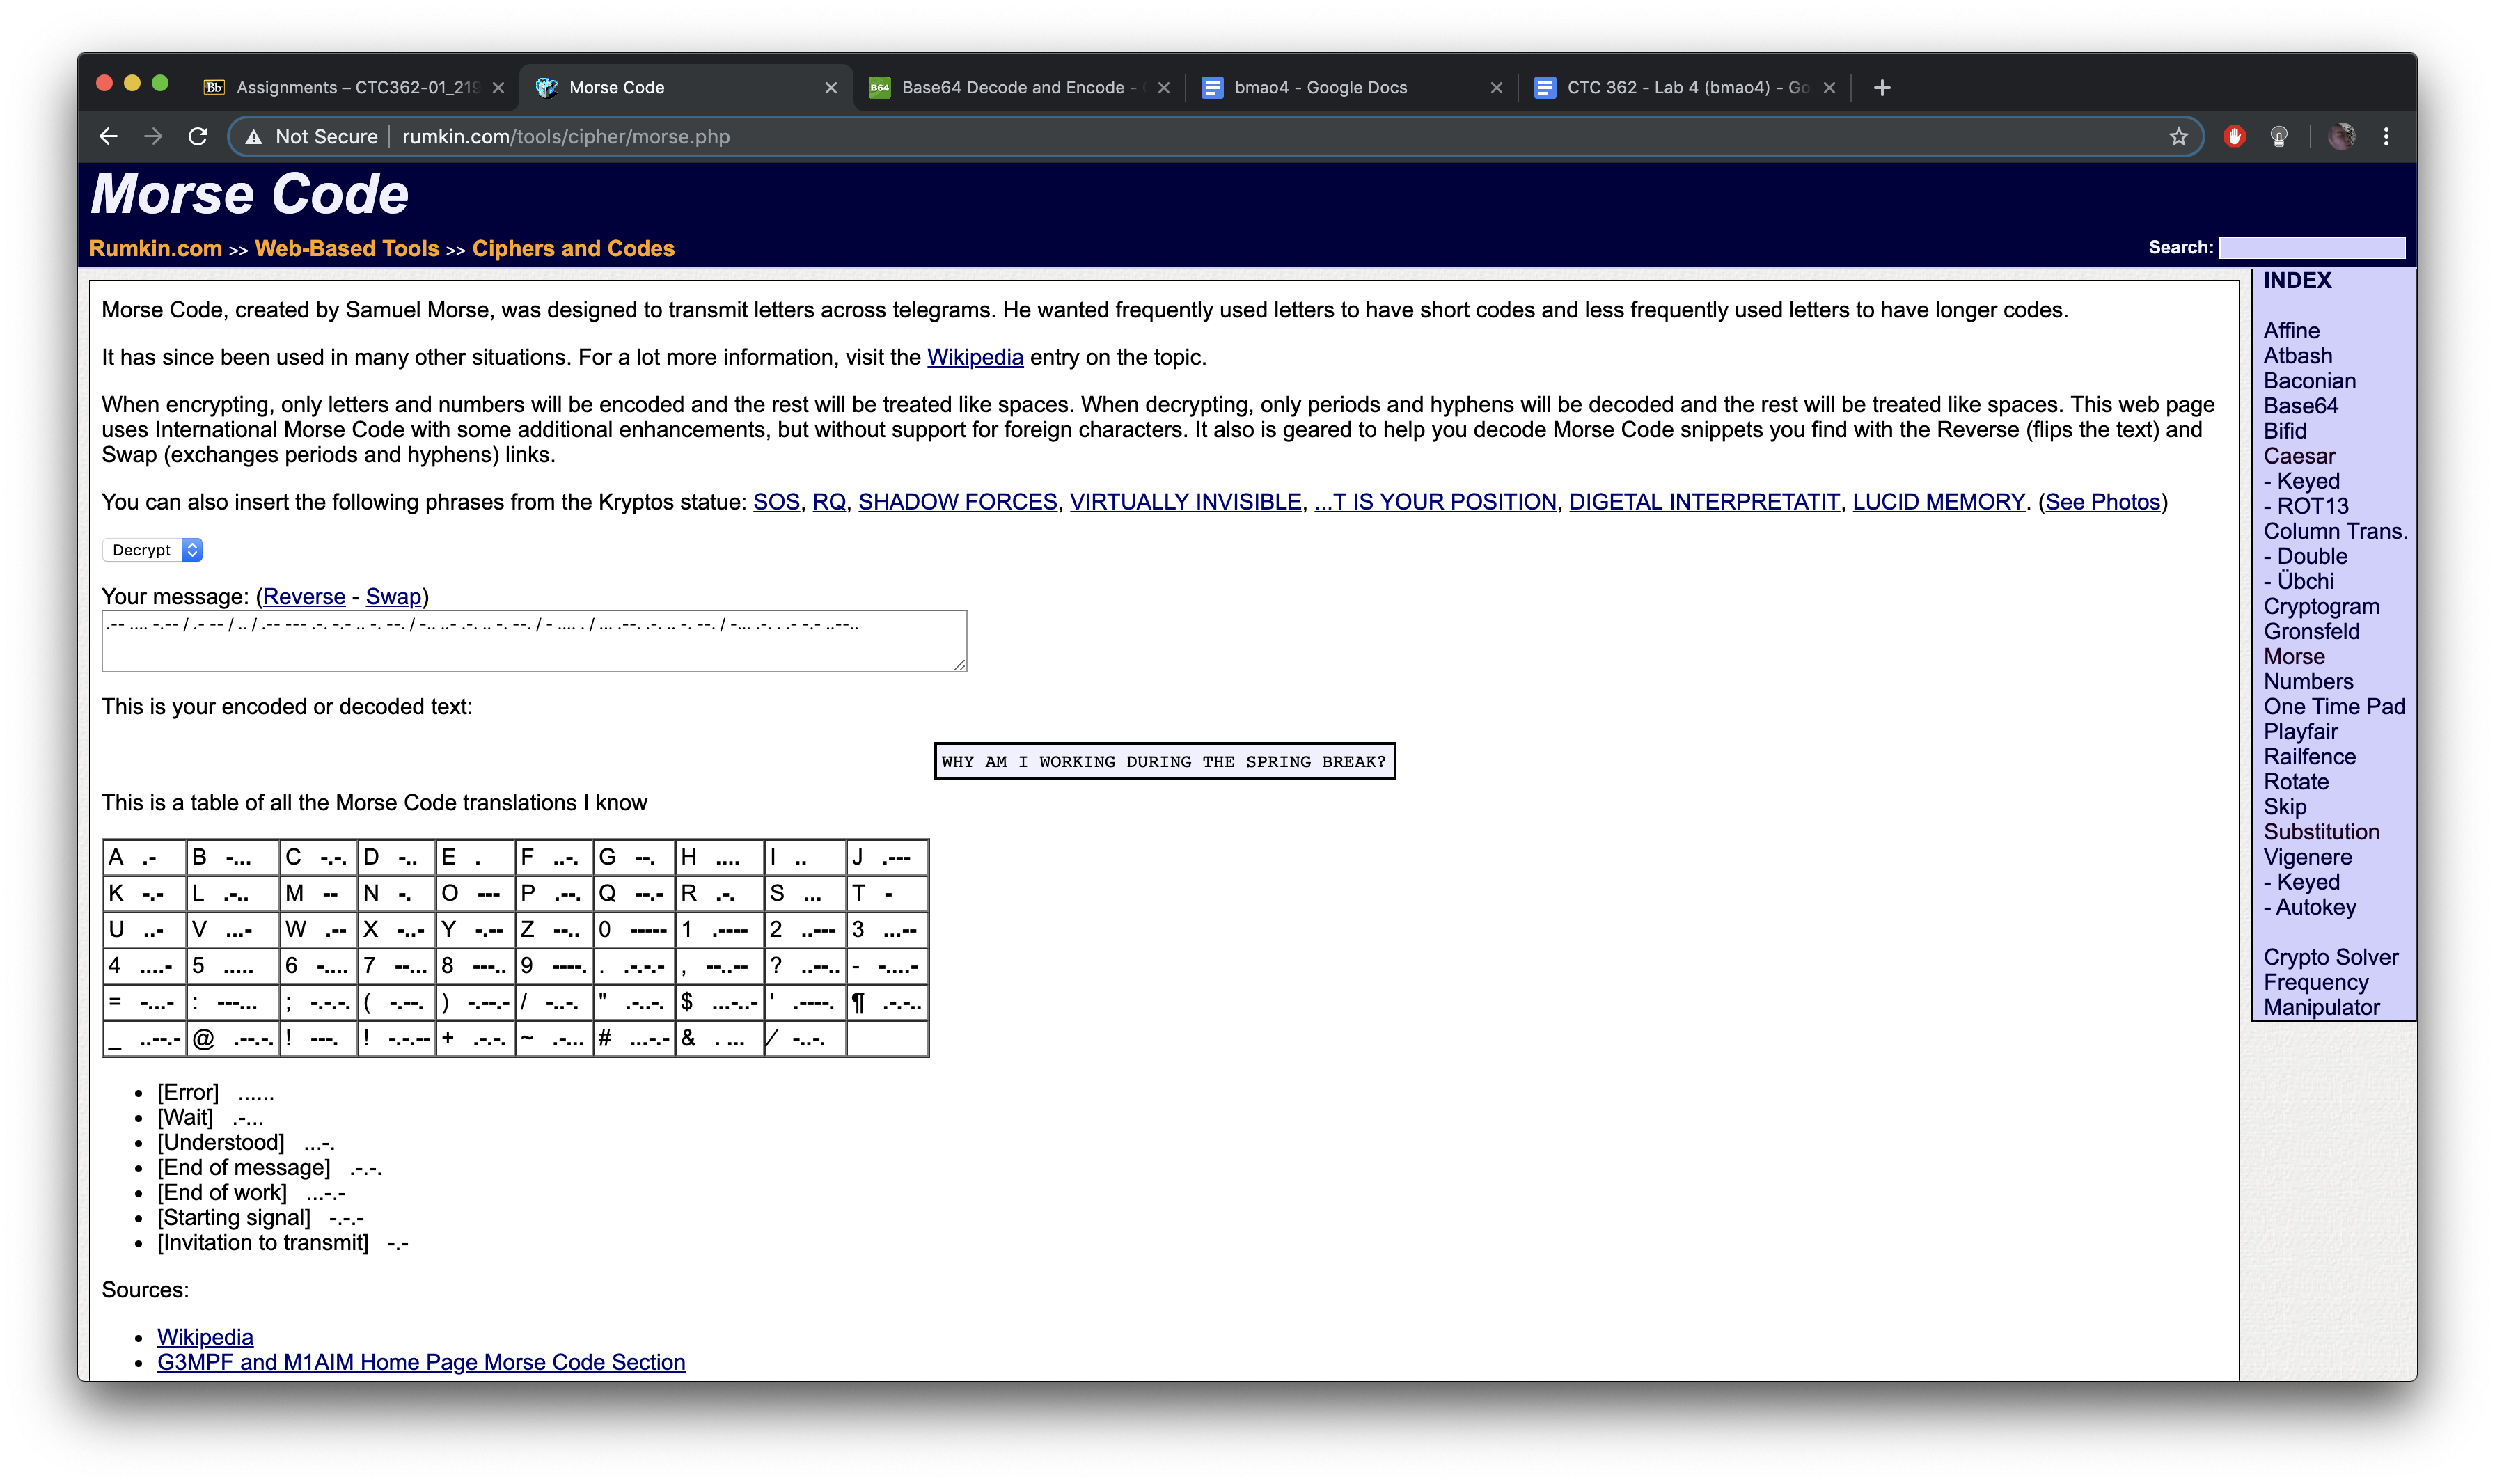 Assignments – CTC362-01_219
Morse Code
Base64 Decode and Encode -
bmao4 - Google Docs
CTC 362 - Lab 4 (bmao4) - Go
Not Secure
rumkin.com/tools/cipher/morse.php
Morse Code
Rumkin.com >> Web-Based Tools >> Ciphers and Codes
Search:
Morse Code, created by Samuel Morse, was designed to transmit letters across telegrams. He wanted frequently used letters to have short codes and less frequently used letters to have longer codes.
It has since been used in many other situations. For a lot more information, visit the Wikipedia entry on the topic.
When encrypting, only letters and numbers will be encoded and the rest will be treated like spaces. When decrypting, only periods and hyphens will be decoded and the rest will be treated like spaces. This web page
uses International Morse Code with some additional enhancements, but without support for foreign characters. It also is geared to help you decode Morse Code snippets you find with the Reverse (flips the text) and
Swap (exchanges periods and hyphens) links.
You can also insert the following phrases from the Kryptos statue: SOS, RQ, SHADOW FORCES, VIRTUALLY INVISIBLE, ...T IS YOUR POSITION, DIGETAL INTERPRETATIT, LUCID MEMORY. (See Photos)
Decrypt
Your message: (Reverse - Swap)
.-- .... -.-- / .- -- / .. / .-- --- .-. -.- .. -. --. / -.. ..- .-. .. -. --. / - .... . / ... .--. .-. .. -. --. / -... .-. . .- -.- ..--..
This is your encoded or decoded text:
WHY AM I WORKING DURING THE SPRING BREAK?
This is a table of all the Morse Code translations I know
A .- B -... C -.-. D -.. E . F ..-. G --. H .... I .. J .---
K -.- L .-.. M -- N -. O --- P .--. Q --.- R .-. S ... T -
U ..- V ...- W .-- X -..- Y -.-- Z --.. 0 ----- 1 .---- 2 ..--- 3 ...--
4 ....- 5 ..... 6 -.... 7 --... 8 ---.. 9 ----. . .-.-.- , --..-- ? ..--.. - -....-
= -...- : ---... ; -.-.-. ( -.--. ) -.--.- / -..-. " .-..-. $ ...-..- ' .----. ¶ .-.-..
_ ..--.- @ .--.-. ! ---. ! -.-.-- + .-.-. ~ .-... # ...-.- & . ... ⁄ -..-.
• [Error] ......
• [Wait] .-...
• [Understood] ...-.
• [End of message] .-.-.
• [End of work] ...-.-
• [Starting signal] -.-.-
• [Invitation to transmit] -.-
Sources:
• Wikipedia
• G3MPF and M1AIM Home Page Morse Code Section
INDEX
Affine
Atbash
Baconian
Base64
Bifid
Caesar
- Keyed
- ROT13
Column Trans.
- Double
- Übchi
Cryptogram
Gronsfeld
Morse
Numbers
One Time Pad
Playfair
Railfence
Rotate
Skip
Substitution
Vigenere
- Keyed
- Autokey
Crypto Solver
Frequency
Manipulator